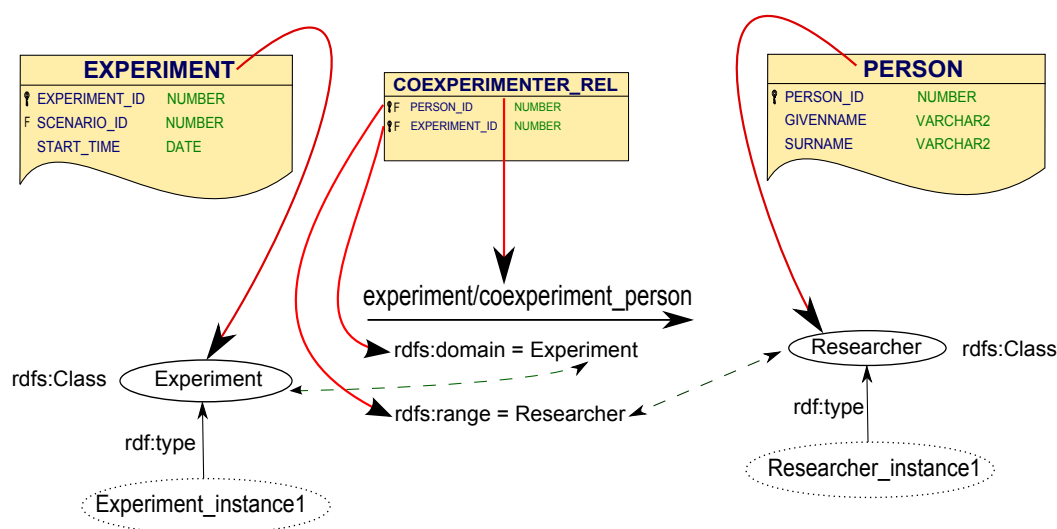 EXPERIMENT
EXPERIMENT_ID NUMBER
F SCENARIO_ID NUMBER
START_TIME DATE
COEXPERIMENTER_REL
F PERSON_ID NUMBER
F EXPERIMENT_ID NUMBER
PERSON
PERSON_ID NUMBER
GIVENNAME VARCHAR2
SURNAME VARCHAR2
experiment/coexperiment_person
rdfs:domain = Experiment
rdfs:range = Researcher
rdfs:Class
Experiment
rdf:type
Experiment_instance1
Researcher
rdfs:Class
rdf:type
Researcher_instance1